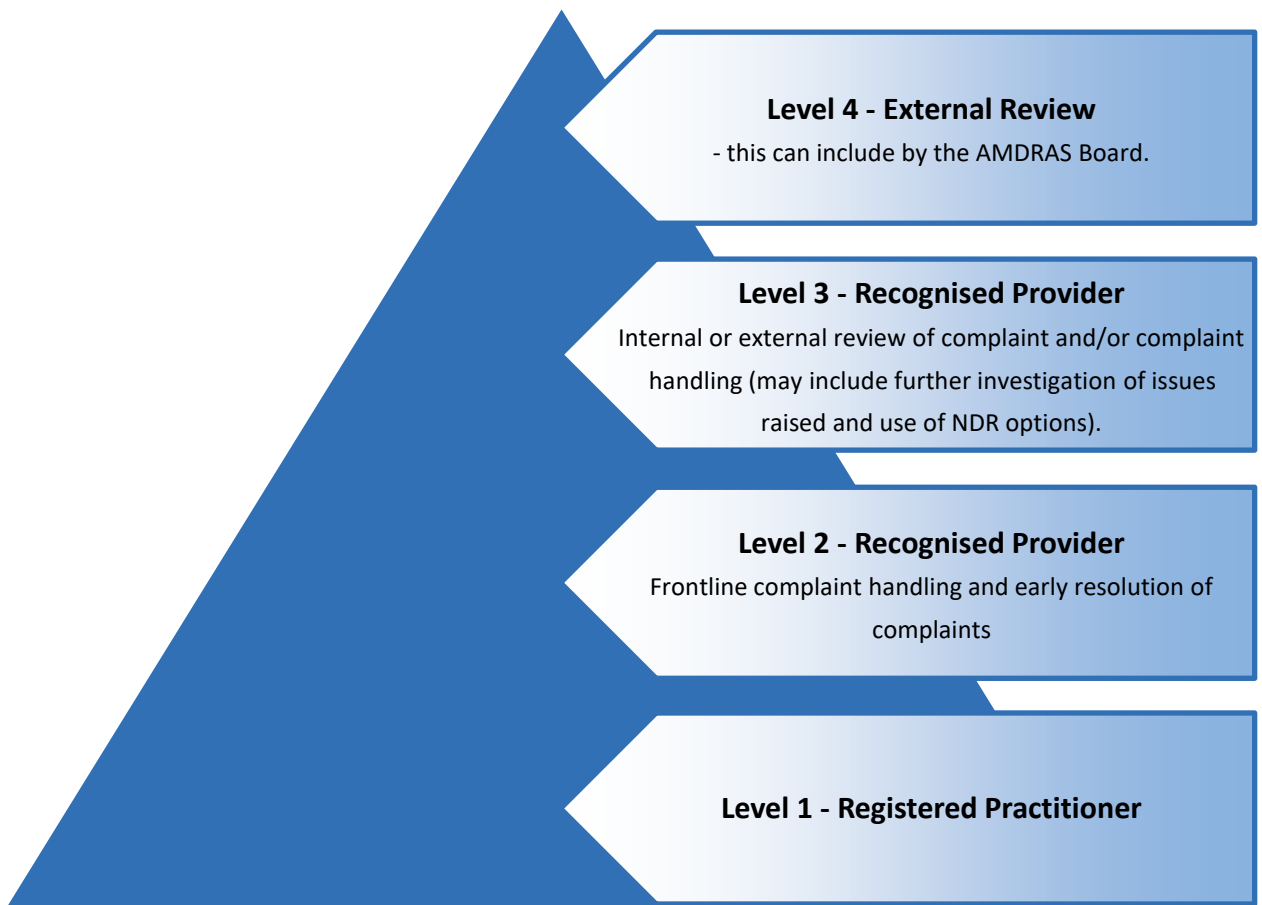 Level 4 - External Review
- this can include by the AMDRAS Board.
Level 3 - Recognised Provider
Internal or external review of complaint and/or complaint
handling (may include further investigation of issues
raised and use of NDR options).
Level 2 - Recognised Provider
Frontline complaint handling and early resolution of
complaints
Level 1 - Registered Practitioner